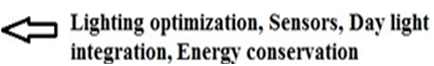 Lighting optimization, Sensors, Day light
integration, Energy conservation